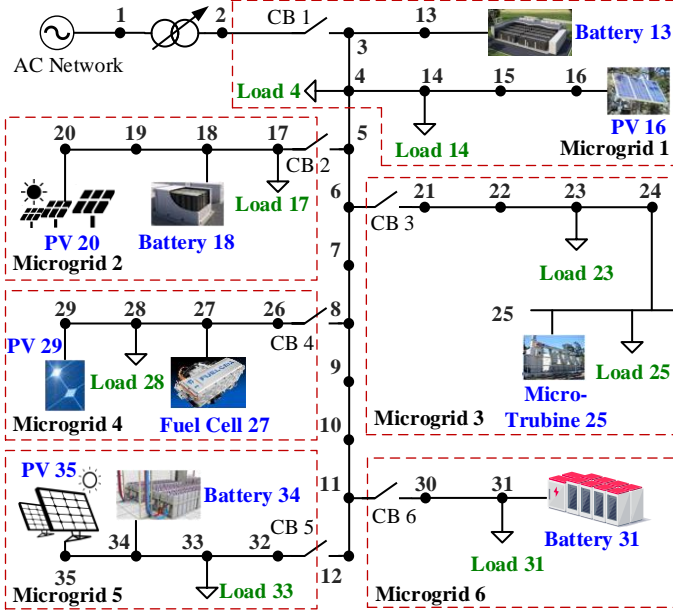 1
2
CB 1
13
Battery 13
3
AC Network
Load 4
4
14
15
16
PV 16
Load 14
Microgrid 1
20
19
18
17
CB 2
5
Load 17
PV 20
Battery 18
Microgrid 2
6
CB 3
21
22
23
24
7
Load 23
25
Load 25
Micro-
Trubine 25
Microgrid 3
29
28
27
26
8
CB 4
PV 29
Load 28
Fuel Cell 27
Microgrid 4
9
10
PV 35
Battery 34
11
CB 6
30
31
Load 31
Battery 31
Microgrid 6
CB 5
34
33
32
12
35
Load 33
Microgrid 5